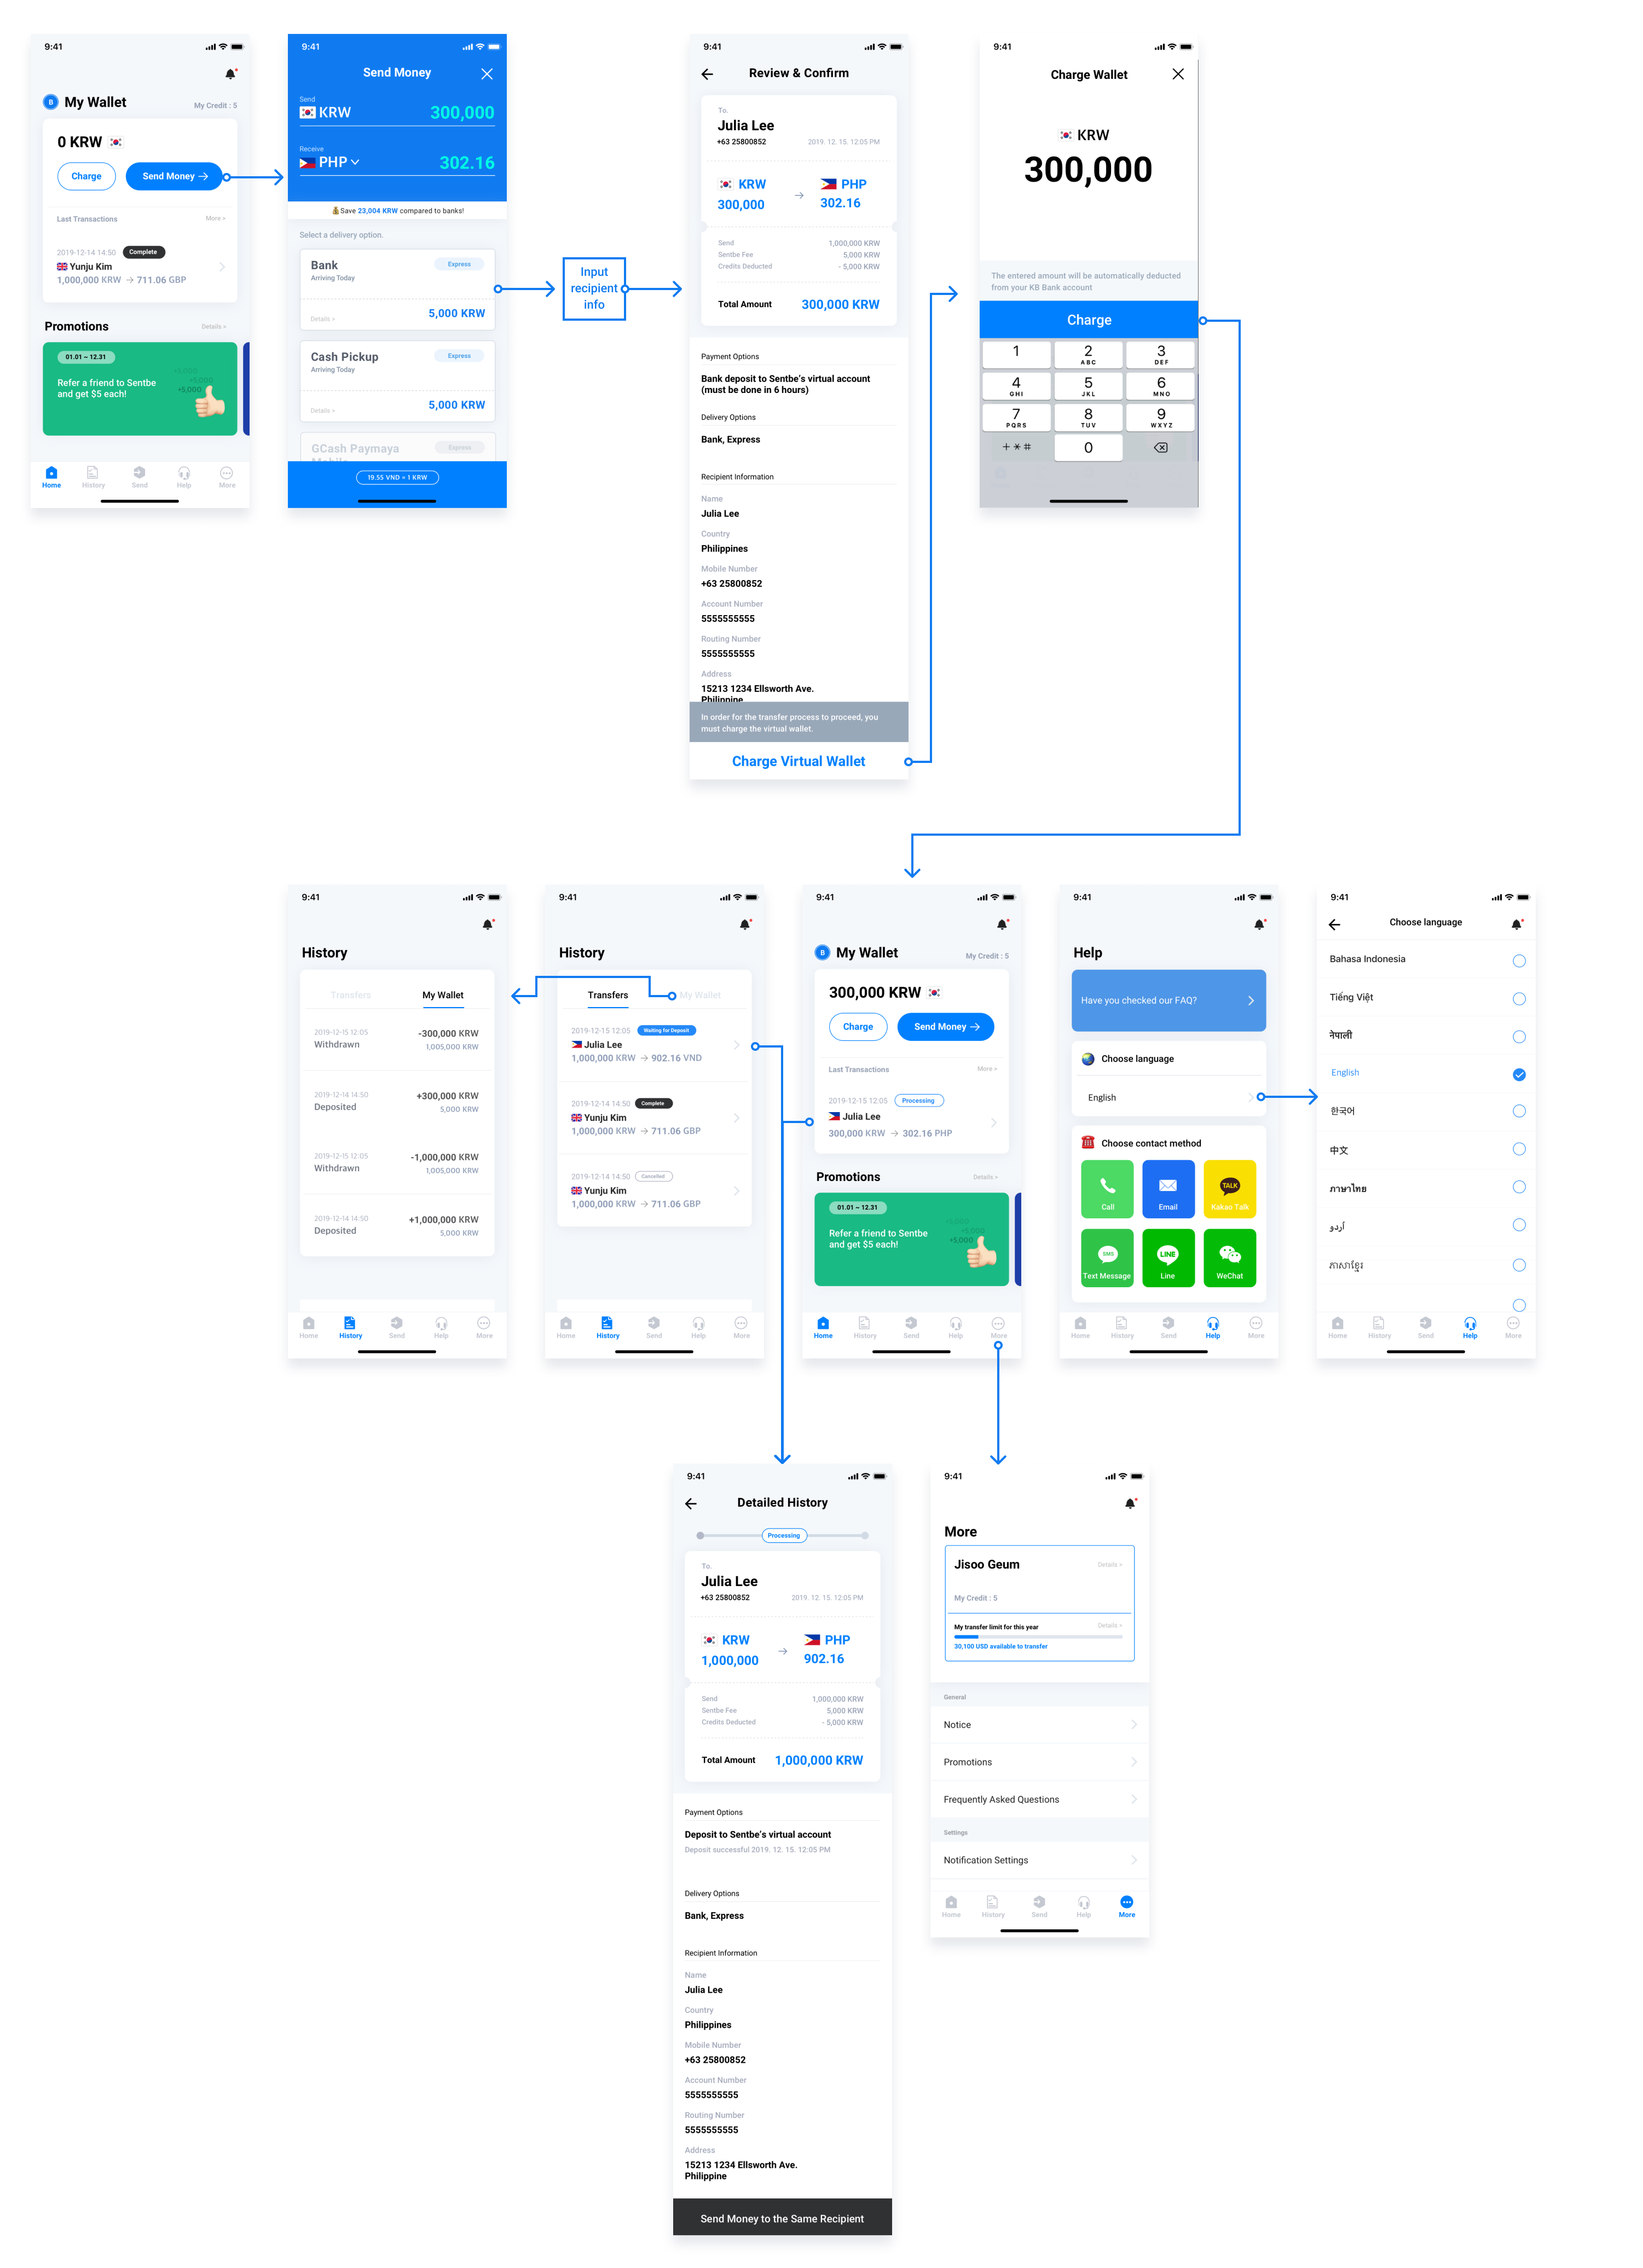 9:41
My Wallet
My Credit : 5
0 KRW
Charge
Send Money
Last Transactions
More >
2019-12-14 14:50 Complete
Yunju Kim
1,000,000 KRW → 711.06 GBP
Promotions
Details >
01.01 ~ 12.31
Refer a friend to Sentbe
and get $5 each!
+5,000
+5,000
+5,000
Home
History
Send
Help
More
9:41
Send Money
Send
KRW
300,000
Receive
PHP
302.16
Save 23,004 KRW compared to banks!
Select a delivery option.
Bank
Express
Arriving Today
Details >
5,000 KRW
Cash Pickup
Express
Arriving Today
Details >
5,000 KRW
GCash Paymaya
Express
Mobile
19.55 VND = 1 KRW
Input
recipient
info
9:41
Review & Confirm
To.
Julia Lee
+63 25800852
2019. 12. 15. 12:05 PM
KRW
300,000
→
PHP
302.16
Send
1,000,000 KRW
Sentbe Fee
5,000 KRW
Credits Deducted
- 5,000 KRW
Total Amount
300,000 KRW
Payment Options
Bank deposit to Sentbe's virtual account
(must be done in 6 hours)
Delivery Options
Bank, Express
Recipient Information
Name
Julia Lee
Country
Philippines
Mobile Number
+63 25800852
Account Number
5555555555
Routing Number
5555555555
Address
15213 1234 Ellsworth Ave.
Philippine
In order for the transfer process to proceed, you
must charge the virtual wallet.
Charge Virtual Wallet
9:41
Charge Wallet
KRW
300,000
The entered amount will be automatically deducted
from your KB Bank account
Charge
1
2
ABC
3
DEF
4
GHI
5
JKL
6
MNO
7
PQRS
8
TUV
9
WXYZ
+ * #
0
9:41
History
Transfers
My Wallet
2019-12-15 12:05
-300,000 KRW
Withdrawn
1,005,000 KRW
2019-12-14 14:50
+300,000 KRW
Deposited
5,000 KRW
2019-12-15 12:05
-1,000,000 KRW
Withdrawn
1,005,000 KRW
2019-12-14 14:50
+1,000,000 KRW
Deposited
5,000 KRW
Home
History
Send
Help
More
9:41
History
Transfers
My Wallet
2019-12-15 12:05 Waiting for Deposit
Julia Lee
1,000,000 KRW → 902.16 VND
2019-12-14 14:50 Complete
Yunju Kim
1,000,000 KRW → 711.06 GBP
2019-12-14 14:50 Cancelled
Yunju Kim
1,000,000 KRW → 711.06 GBP
Home
History
Send
Help
More
9:41
My Wallet
My Credit : 5
300,000 KRW
Charge
Send Money
Last Transactions
More >
2019-12-15 12:05 Processing
Julia Lee
300,000 KRW → 302.16 PHP
Promotions
Details >
01.01 ~ 12.31
Refer a friend to Sentbe
and get $5 each!
+5,000
+5,000
+5,000
Home
History
Send
Help
More
9:41
Help
Have you checked our FAQ?
Choose language
English
Choose contact method
Call
Email
TALK
Kakao Talk
SMS
Text Message
LINE
Line
WeChat
Home
History
Send
Help
More
9:41
Choose language
Bahasa Indonesia
Tiếng Việt
नेपाली
English
한국어
中文
ภาษาไทย
اُردو
ភាសាខ្មែរ
Home
History
Send
Help
More
9:41
Detailed History
Processing
To.
Julia Lee
+63 25800852
2019. 12. 15. 12:05 PM
KRW
1,000,000
→
PHP
902.16
Send
1,000,000 KRW
Sentbe Fee
5,000 KRW
Credits Deducted
- 5,000 KRW
Total Amount
1,000,000 KRW
Payment Options
Deposit to Sentbe's virtual account
Deposit successful 2019. 12. 15. 12:05 PM
Delivery Options
Bank, Express
Recipient Information
Name
Julia Lee
Country
Philippines
Mobile Number
+63 25800852
Account Number
5555555555
Routing Number
5555555555
Address
15213 1234 Ellsworth Ave.
Philippine
Send Money to the Same Recipient
9:41
More
Jisoo Geum
Details >
My Credit : 5
My transfer limit for this year
Details >
30,100 USD available to transfer
General
Notice
Promotions
Frequently Asked Questions
Settings
Notification Settings
Home
History
Send
Help
More